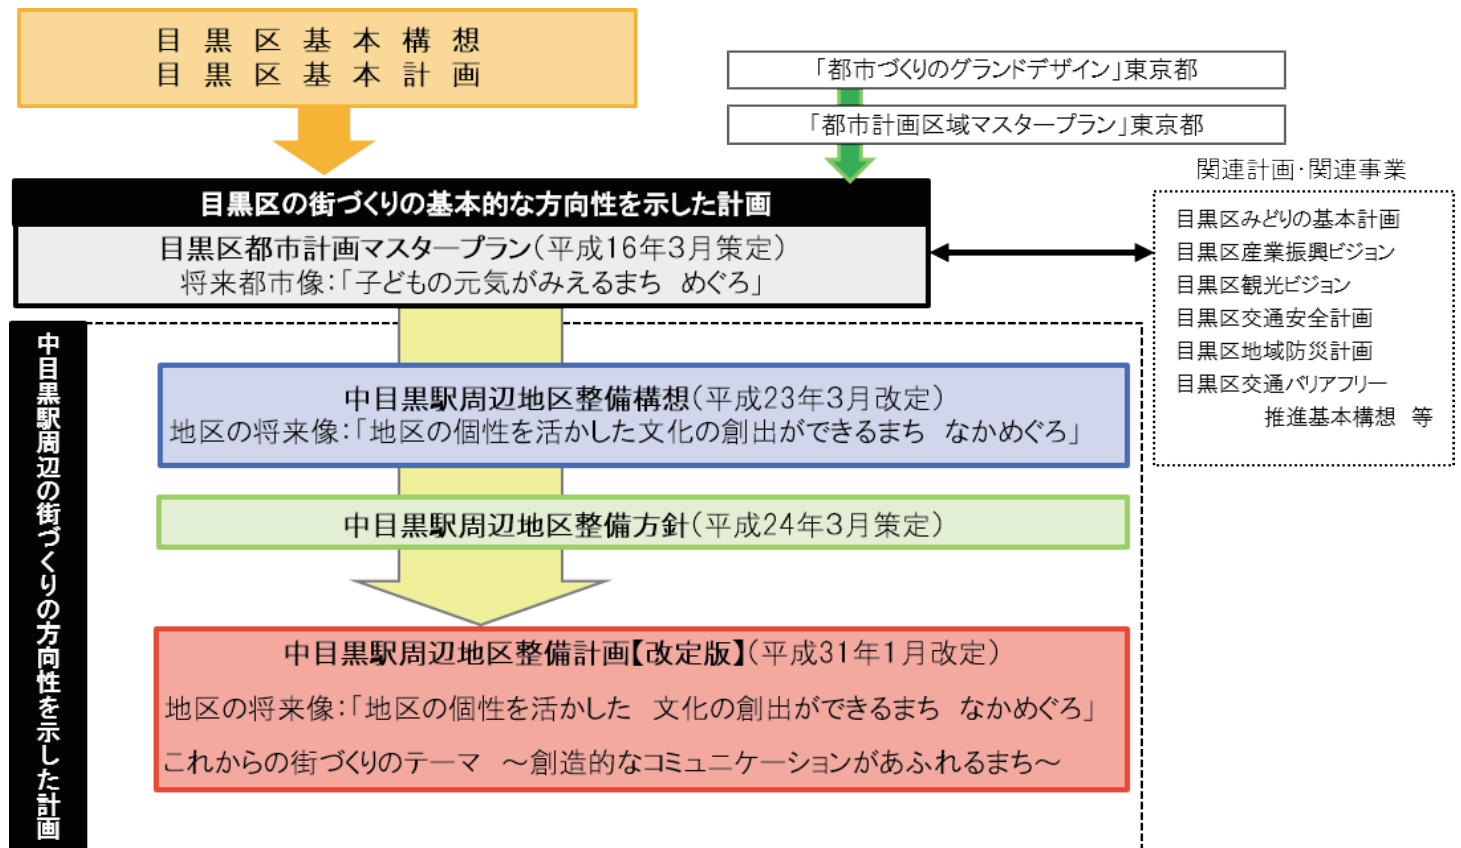 目黒区基本構想
目黒区基本計画
「都市づくりのグランドデザイン」東京都
「都市計画区域マスタープラン」東京都
関連計画・関連事業
目黒区の街づくりの基本的な方向性を示した計画
目黒区都市計画マスタープラン(平成16年3月策定)
将来都市像:「子どもの元気がみえるまち　めぐろ」
目黒区みどりの基本計画
目黒区産業振興ビジョン
目黒区観光ビジョン
目黒区交通安全計画
目黒区地域防災計画
目黒区交通バリアフリー
推進基本構想　等
中目黒駅周辺の街づくりの方向性を示した計画
中目黒駅周辺地区整備構想(平成23年3月改定)
地区の将来像:「地区の個性を活かした文化の創出ができるまち　なかめぐろ」
中目黒駅周辺地区整備方針(平成24年3月策定)
中目黒駅周辺地区整備計画【改定版】(平成31年1月改定)
地区の将来像:「地区の個性を活かした　文化の創出ができるまち　なかめぐろ」
これからの街づくりのテーマ　～創造的なコミュニケーションがあふれるまち～